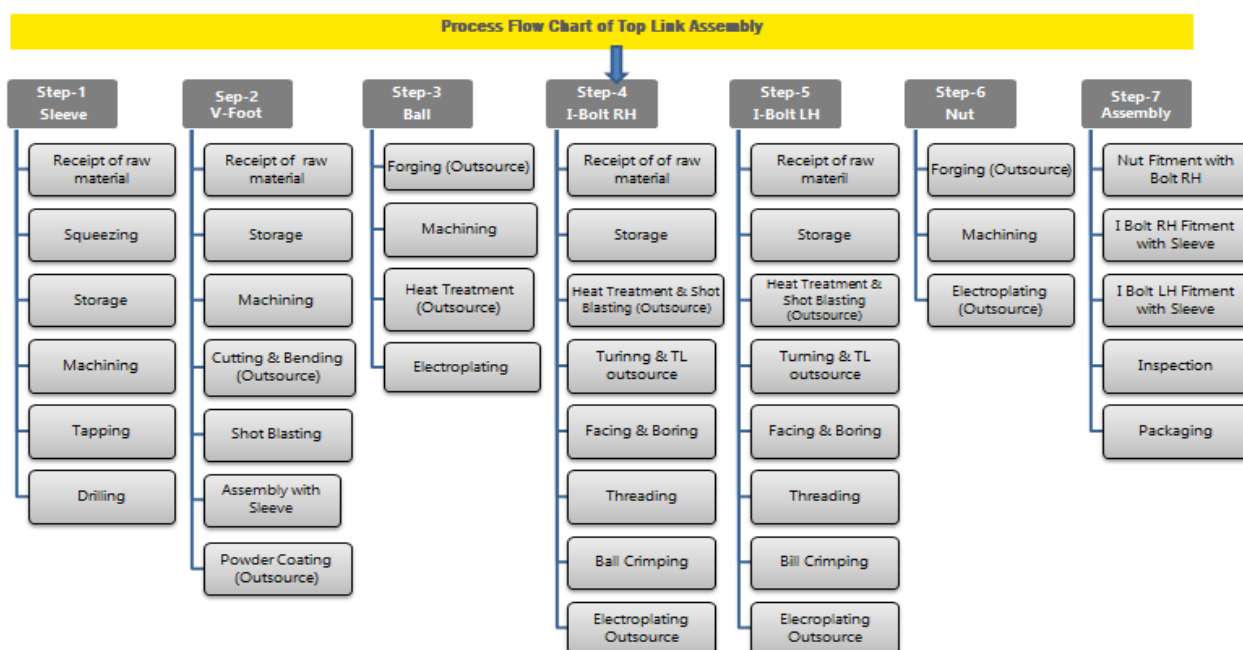 Process Flow Chart of Top Link Assembly
Step-1
Sleeve
Receipt of raw
material
Squeezing
Storage
Machining
Tapping
Drilling
Sep-2
V-Foot
Receipt of raw
material
Storage
Machining
Cutting & Bending
(Outsource)
Shot Blasting
Assembly with
Sleeve
Powder Coating
(Outsource)
Step-3
Ball
Forging (Outsource)
Machining
Heat Treatment
(Outsource)
Electroplating
Step-4
I-Bolt RH
Receipt of of raw
material
Storage
Heat Treatment & Shot
Blasting (Outsource)
Turinng & TL
outsource
Facing & Boring
Threading
Ball Crimping
Electroplating
Outsource
Step-5
I-Bolt LH
Receipt of raw
materil
Storage
Heat Treatment &
Shot Blasting
(Outsource)
Turning & TL
outsource
Facing & Boring
Threading
Bill Crimping
Elecroplating
Outsource
Step-6
Nut
Forging (Outsource)
Machining
Electroplating
(Outsource)
Step-7
Assembly
Nut Fitment with
Bolt RH
I Bolt RH Fitment
with Sleeve
I Bolt LH Fitment
with Sleeve
Inspection
Packaging